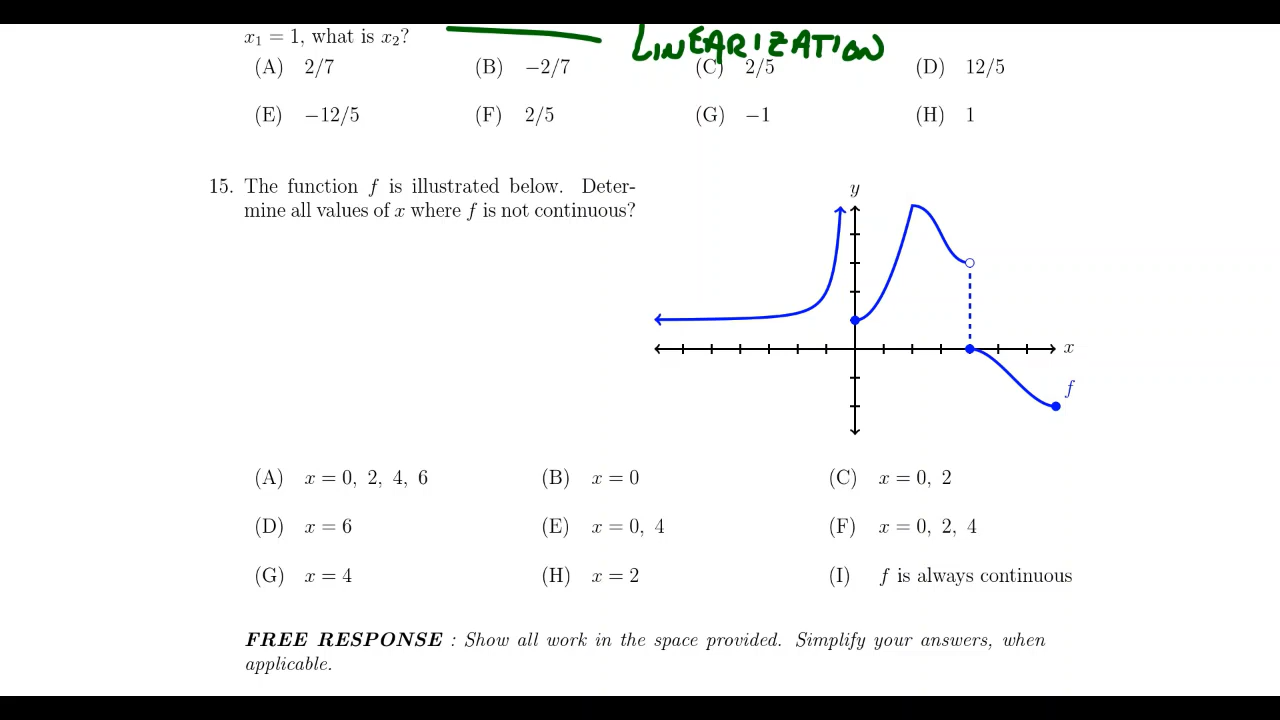 x₁ = 1, what is x₂?
LINEARIZATION
(A) 2/7 (B) −2/7 (C) 2/5 (D) 12/5
(E) −12/5 (F) 2/5 (G) −1 (H) 1
15. The function f is illustrated below. Deter-
mine all values of x where f is not continuous?
y
x
f
(A) x = 0, 2, 4, 6 (B) x = 0 (C) x = 0, 2
(D) x = 6 (E) x = 0, 4 (F) x = 0, 2, 4
(G) x = 4 (H) x = 2 (I) f is always continuous
FREE RESPONSE : Show all work in the space provided. Simplify your answers, when
applicable.